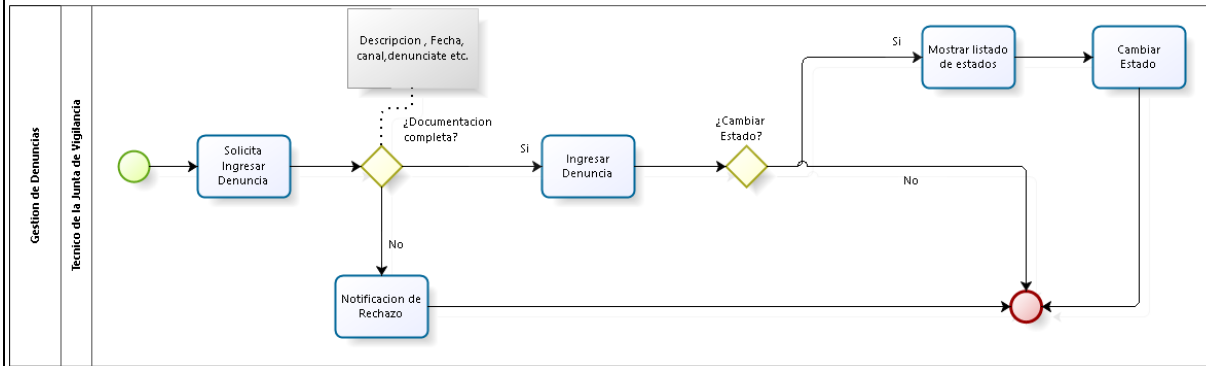 Gestion de Denuncias
Tecnico de la Junta de Vigilancia
Solicita
Ingresar
Denuncia
Descripcion , Fecha,
canal,denunciate etc.
¿Documentacion
completa?
Si
No
Notificacion de
Rechazo
Ingresar
Denuncia
¿Cambiar
Estado?
Si
No
Mostrar listado
de estados
Cambiar
Estado